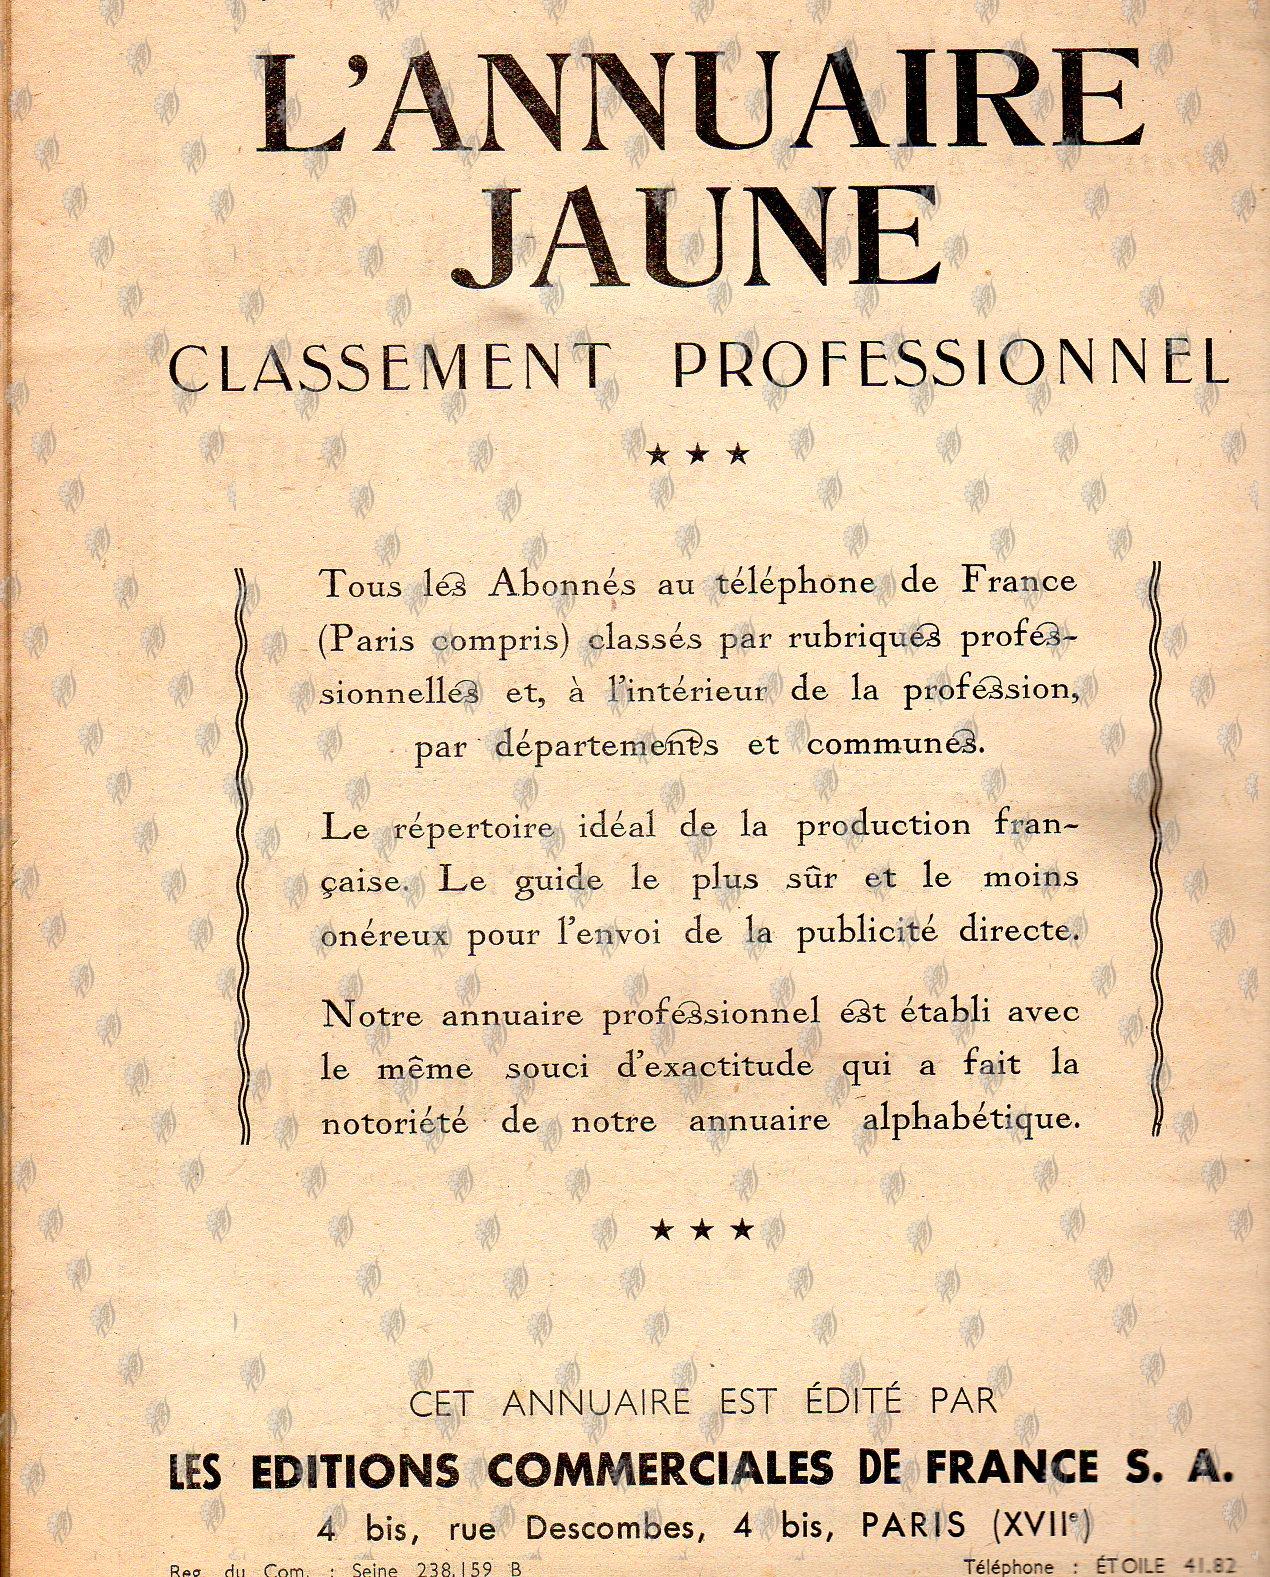 L'ANNUAIRE
JAUNE
CLASSEMENT PROFESSIONNEL
★ ★ ★
Tous les Abonnés au téléphone de France
(Paris compris) classés par rubriques profes-
sionnelles et, à l'intérieur de la profession,
par départements et communes.
Le répertoire idéal de la production fran-
çaise. Le guide le plus sûr et le moins
onéreux pour l'envoi de la publicité directe.
Notre annuaire professionnel est établi avec
le même souci d'exactitude qui a fait la
notoriété de notre annuaire alphabétique.
★ ★ ★
CET ANNUAIRE EST ÉDITÉ PAR
LES EDITIONS COMMERCIALES DE FRANCE S. A.
4 bis, rue Descombes, 4 bis, PARIS (XVIIe)
Reg. du Com. : Seine 238.159 B Téléphone : ÉTOILE 41.82